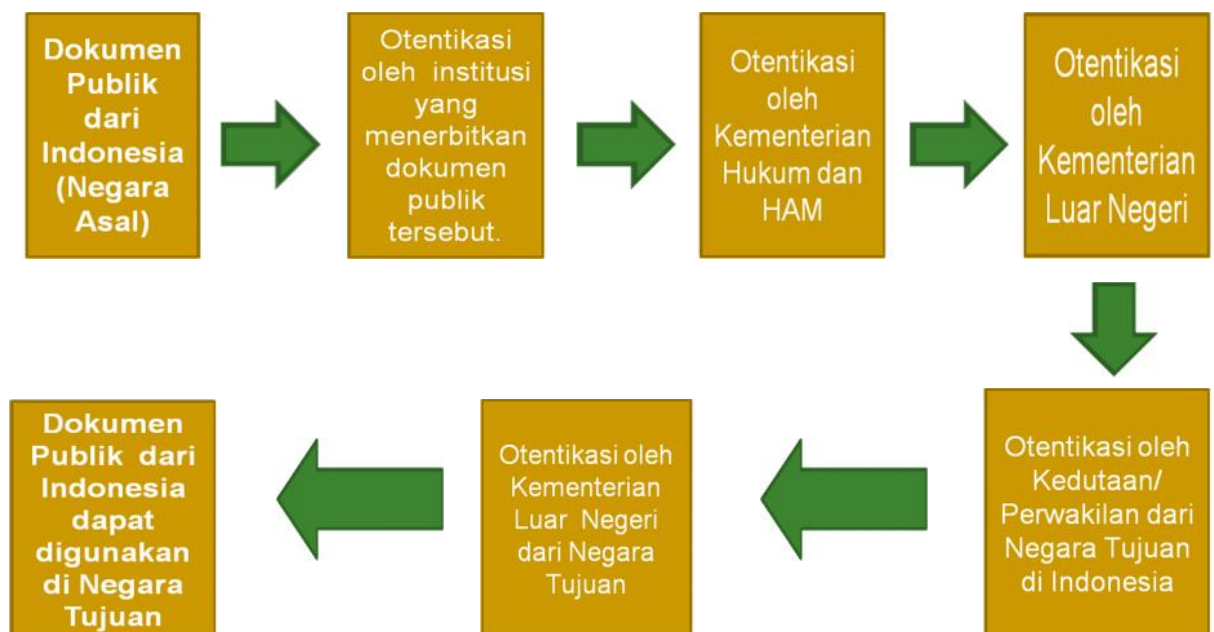 Dokumen
Publik
dari
Indonesia
(Negara
Asal)
Otentikasi
oleh institusi
yang
menerbitkan
dokumen
publik
tersebut.
Otentikasi
oleh
Kementerian
Hukum dan
HAM
Otentikasi
oleh
Kementerian
Luar Negeri
Otentikasi oleh
Kedutaan/
Perwakilan dari
Negara Tujuan
di Indonesia
Otentikasi oleh
Kementerian
Luar Negeri
dari Negara
Tujuan
Dokumen
Publik dari
Indonesia
dapat
digunakan
di Negara
Tujuan